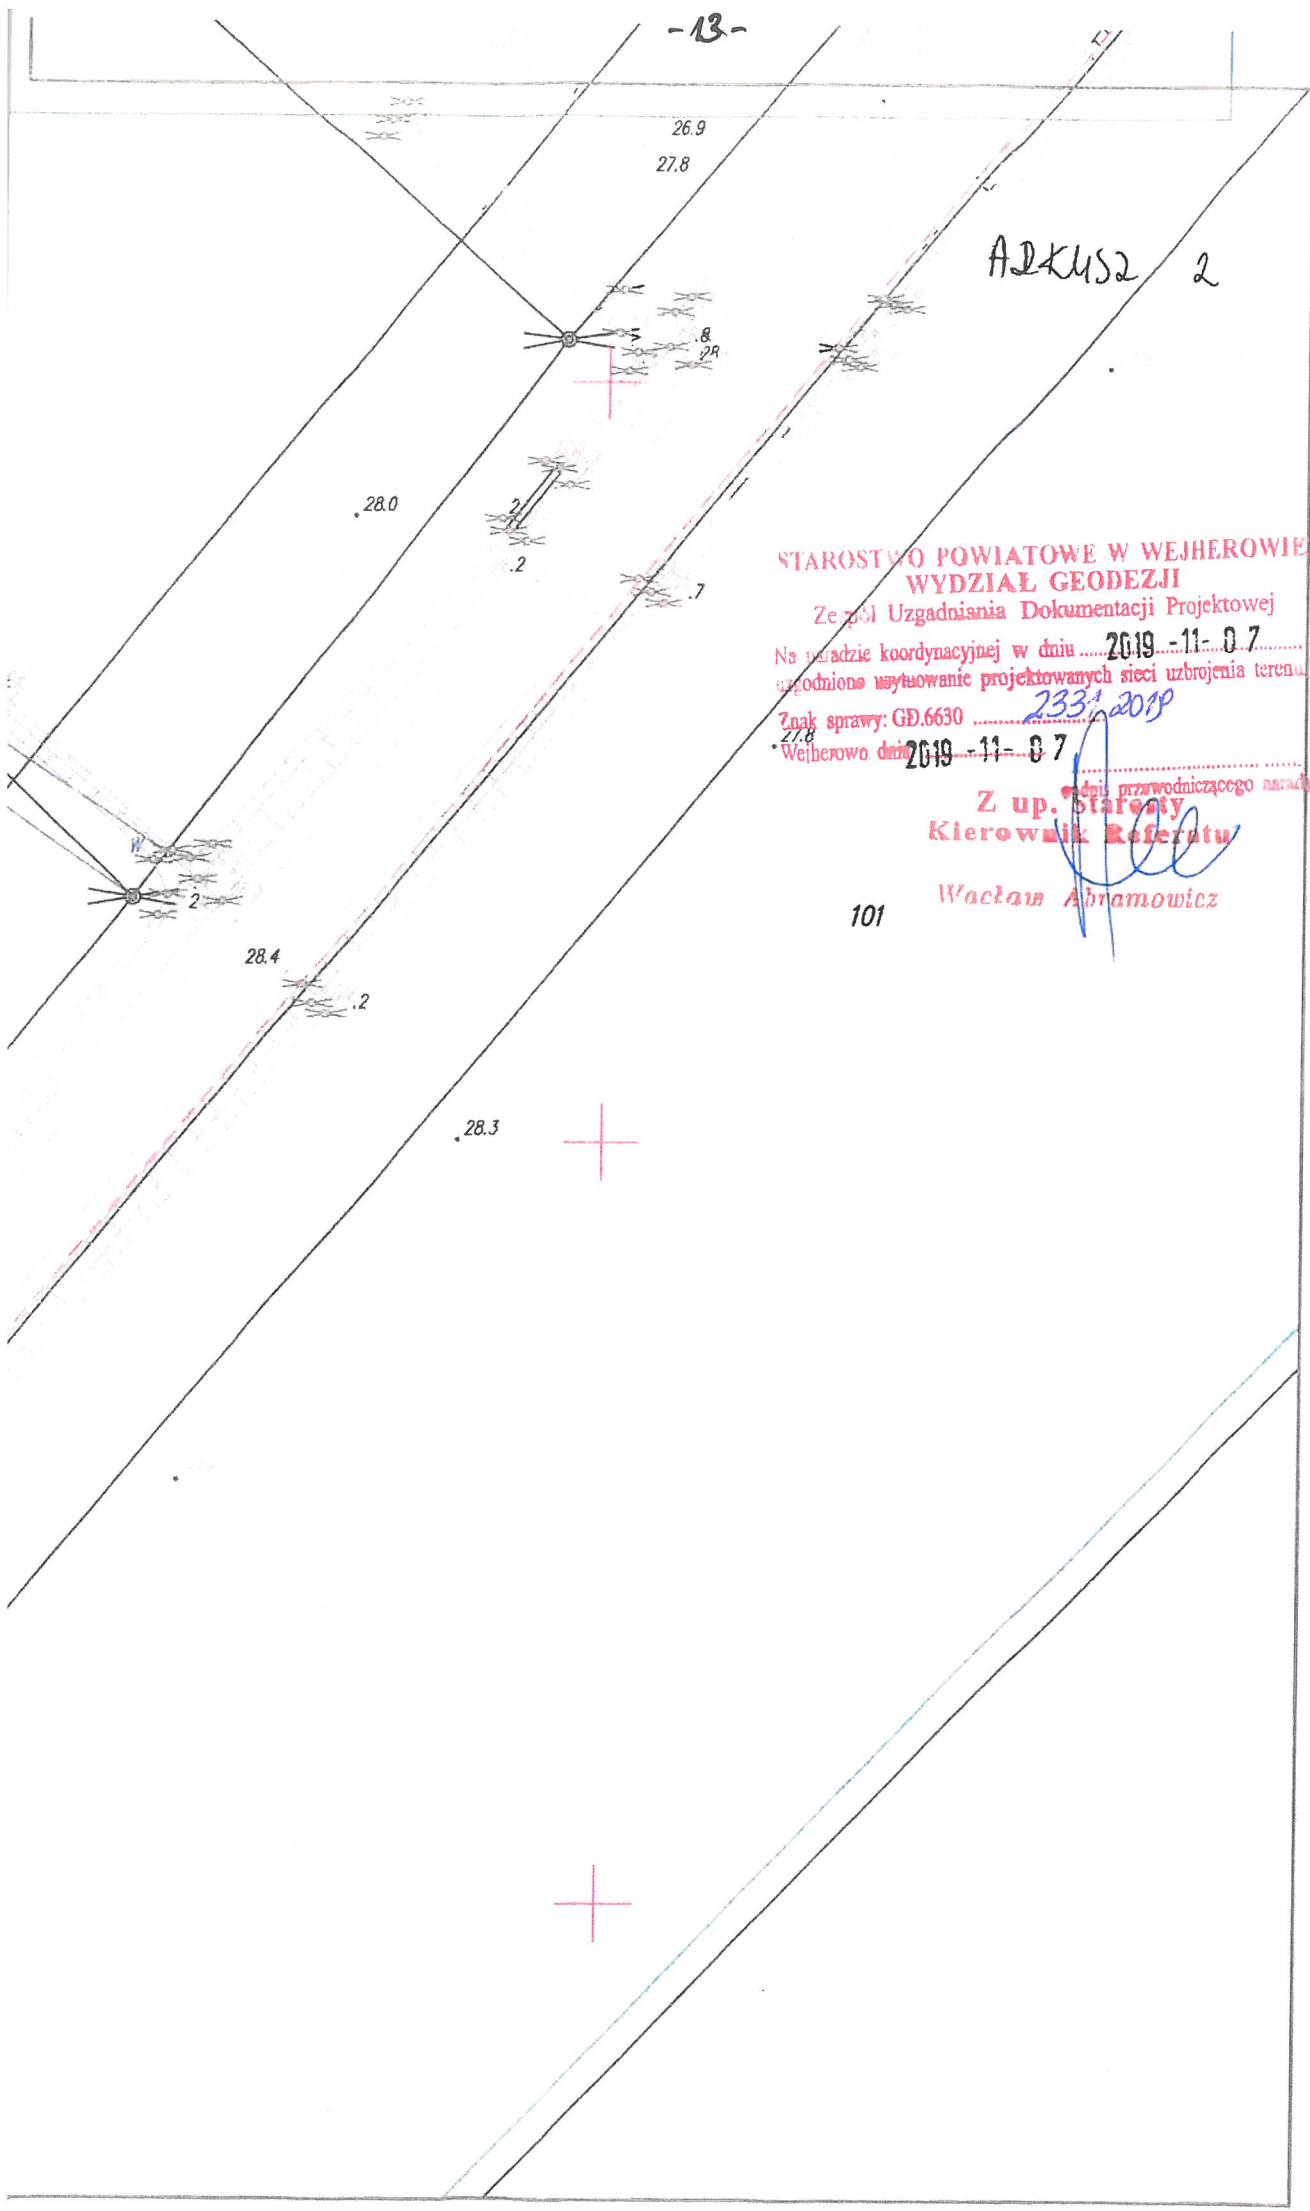 -13-
26.9
27.8
ARKUSZ 2
.8
28
28.0
2
.2
.7
STAROSTWO POWIATOWE W WEJHEROWIE
WYDZIAŁ GEODEZJI
Zespół Uzgadniania Dokumentacji Projektowej
Na naradzie koordynacyjnej w dniu ..... 2019 -11- 07
uzgodniono usytuowanie projektowanych sieci uzbrojenia terenu
Znak sprawy: GD.6630 ..... 2331.2019
27.8
Wejherowo dnia 2019 -11- 07
podpis przewodniczącego narady
Z up. Starosty
Kierownik Referatu
Wacław Abramowicz
W
2
101
28.4
.2
28.3